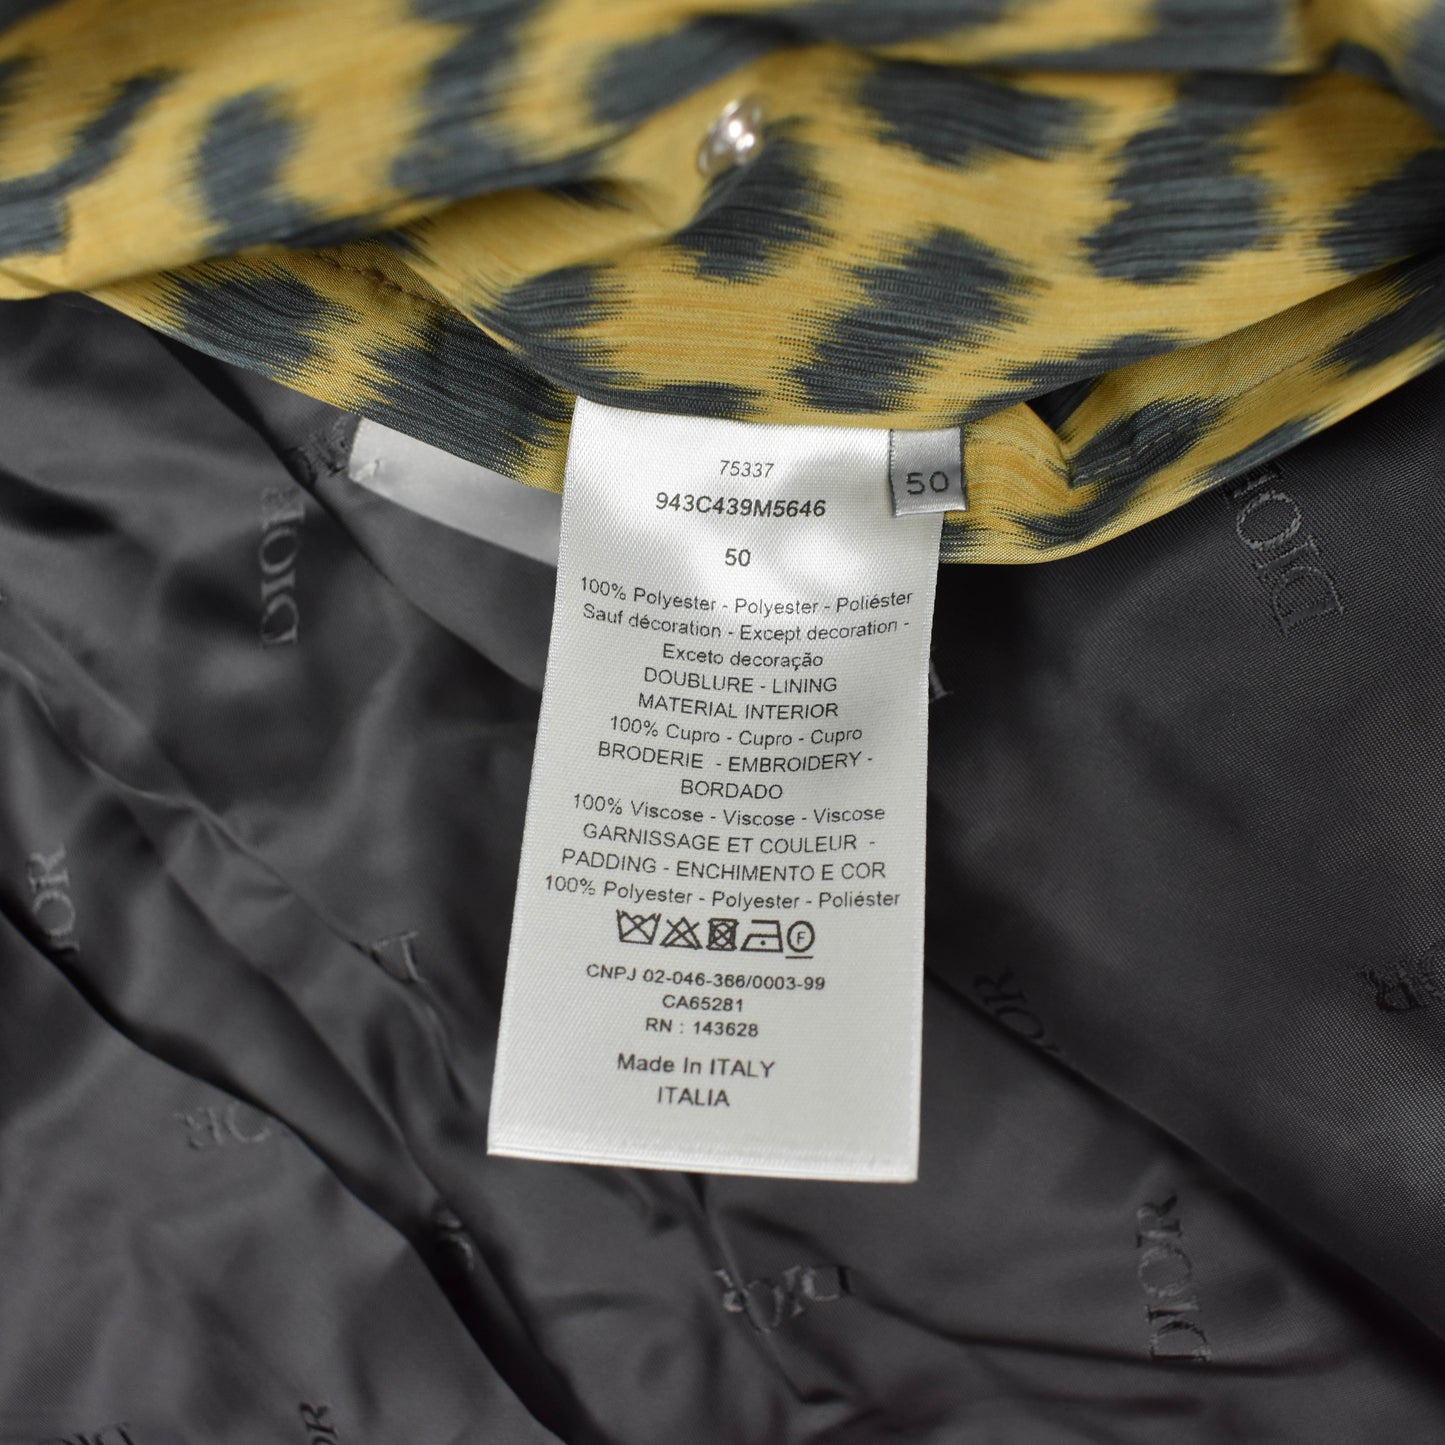 75337
943C439M5646
50
50
100% Polyester - Polyester - Poliéster
Sauf décoration - Except decoration -
Exceto decoração
DOUBLURE - LINING
MATERIAL INTERIOR
100% Cupro - Cupro - Cupro
BRODERIE - EMBROIDERY -
BORDADO
100% Viscose - Viscose - Viscose
GARNISSAGE ET COULEUR -
PADDING - ENCHIMENTO E COR
100% Polyester - Polyester - Poliéster
F
CNPJ 02-046-366/0003-99
CA65281
RN : 143628
Made In ITALY
ITALIA
DIOR
DIOR
DIOR
DIOR
DIOR
DIOR